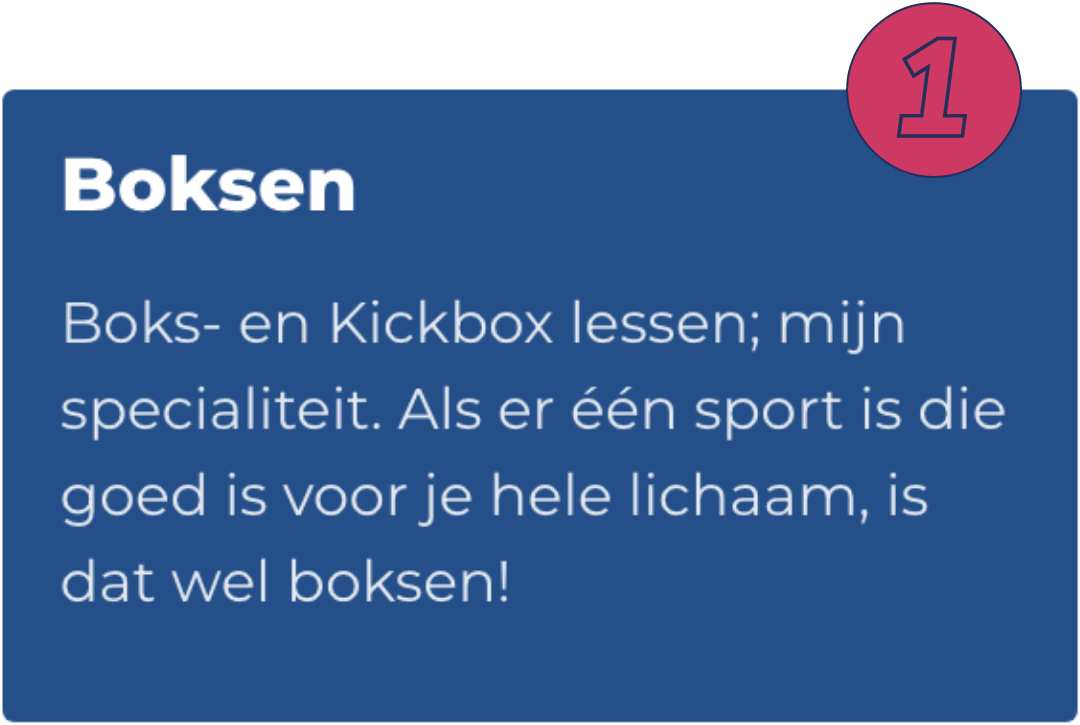 1
Boksen
Boks- en Kickbox lessen; mijn
specialiteit. Als er één sport is die
goed is voor je hele lichaam, is
dat wel boksen!